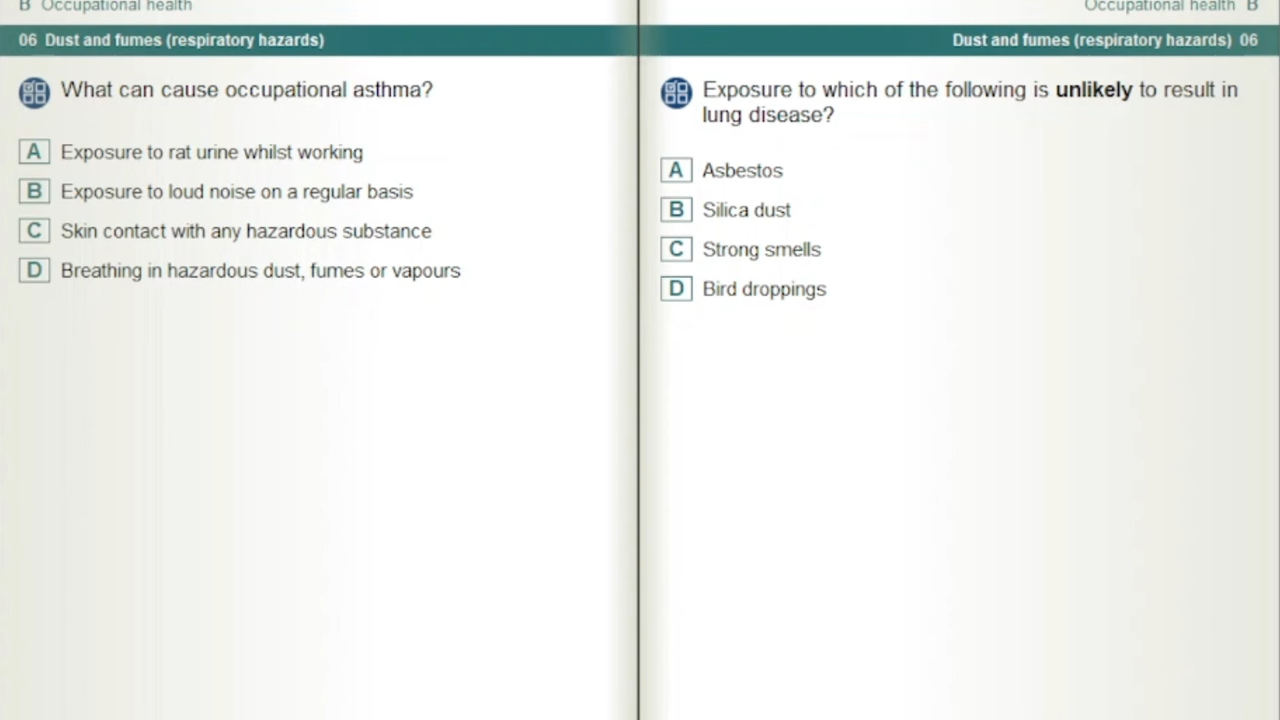 B Occupational health
06 Dust and fumes (respiratory hazards)
What can cause occupational asthma?
A Exposure to rat urine whilst working
B Exposure to loud noise on a regular basis
C Skin contact with any hazardous substance
D Breathing in hazardous dust, fumes or vapours
Occupational health B
Dust and fumes (respiratory hazards) 06
Exposure to which of the following is unlikely to result in
lung disease?
A Asbestos
B Silica dust
C Strong smells
D Bird droppings